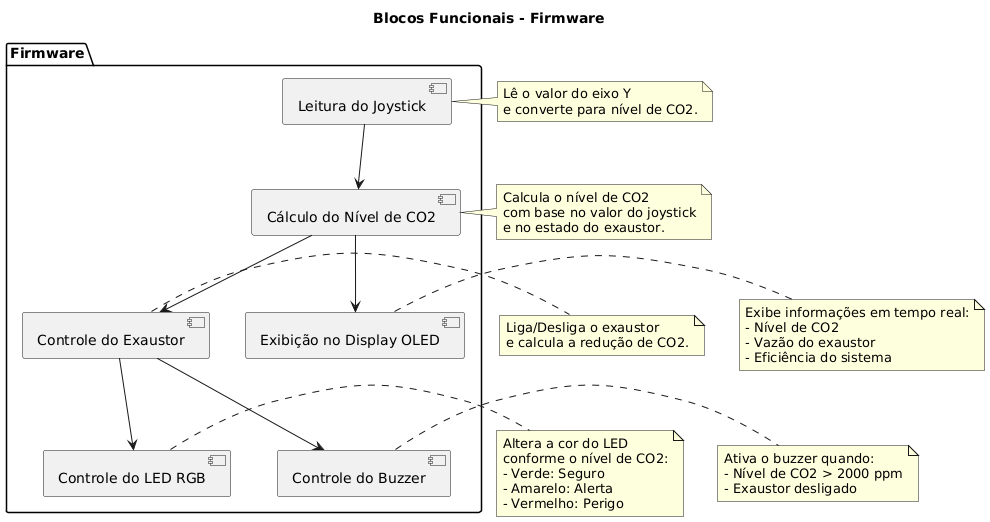 Blocos Funcionais - Firmware
Firmware
Leitura do Joystick
Lê o valor do eixo Y
e converte para nível de CO2.
Cálculo do Nível de CO2
Calcula o nível de CO2
com base no valor do joystick
e no estado do exaustor.
Controle do Exaustor
Exibição no Display OLED
Liga/Desliga o exaustor
e calcula a redução de CO2.
Exibe informações em tempo real:
- Nível de CO2
- Vazão do exaustor
- Eficiência do sistema
Controle do LED RGB
Controle do Buzzer
Altera a cor do LED
conforme o nível de CO2:
- Verde: Seguro
- Amarelo: Alerta
- Vermelho: Perigo
Ativa o buzzer quando:
- Nível de CO2 > 2000 ppm
- Exaustor desligado